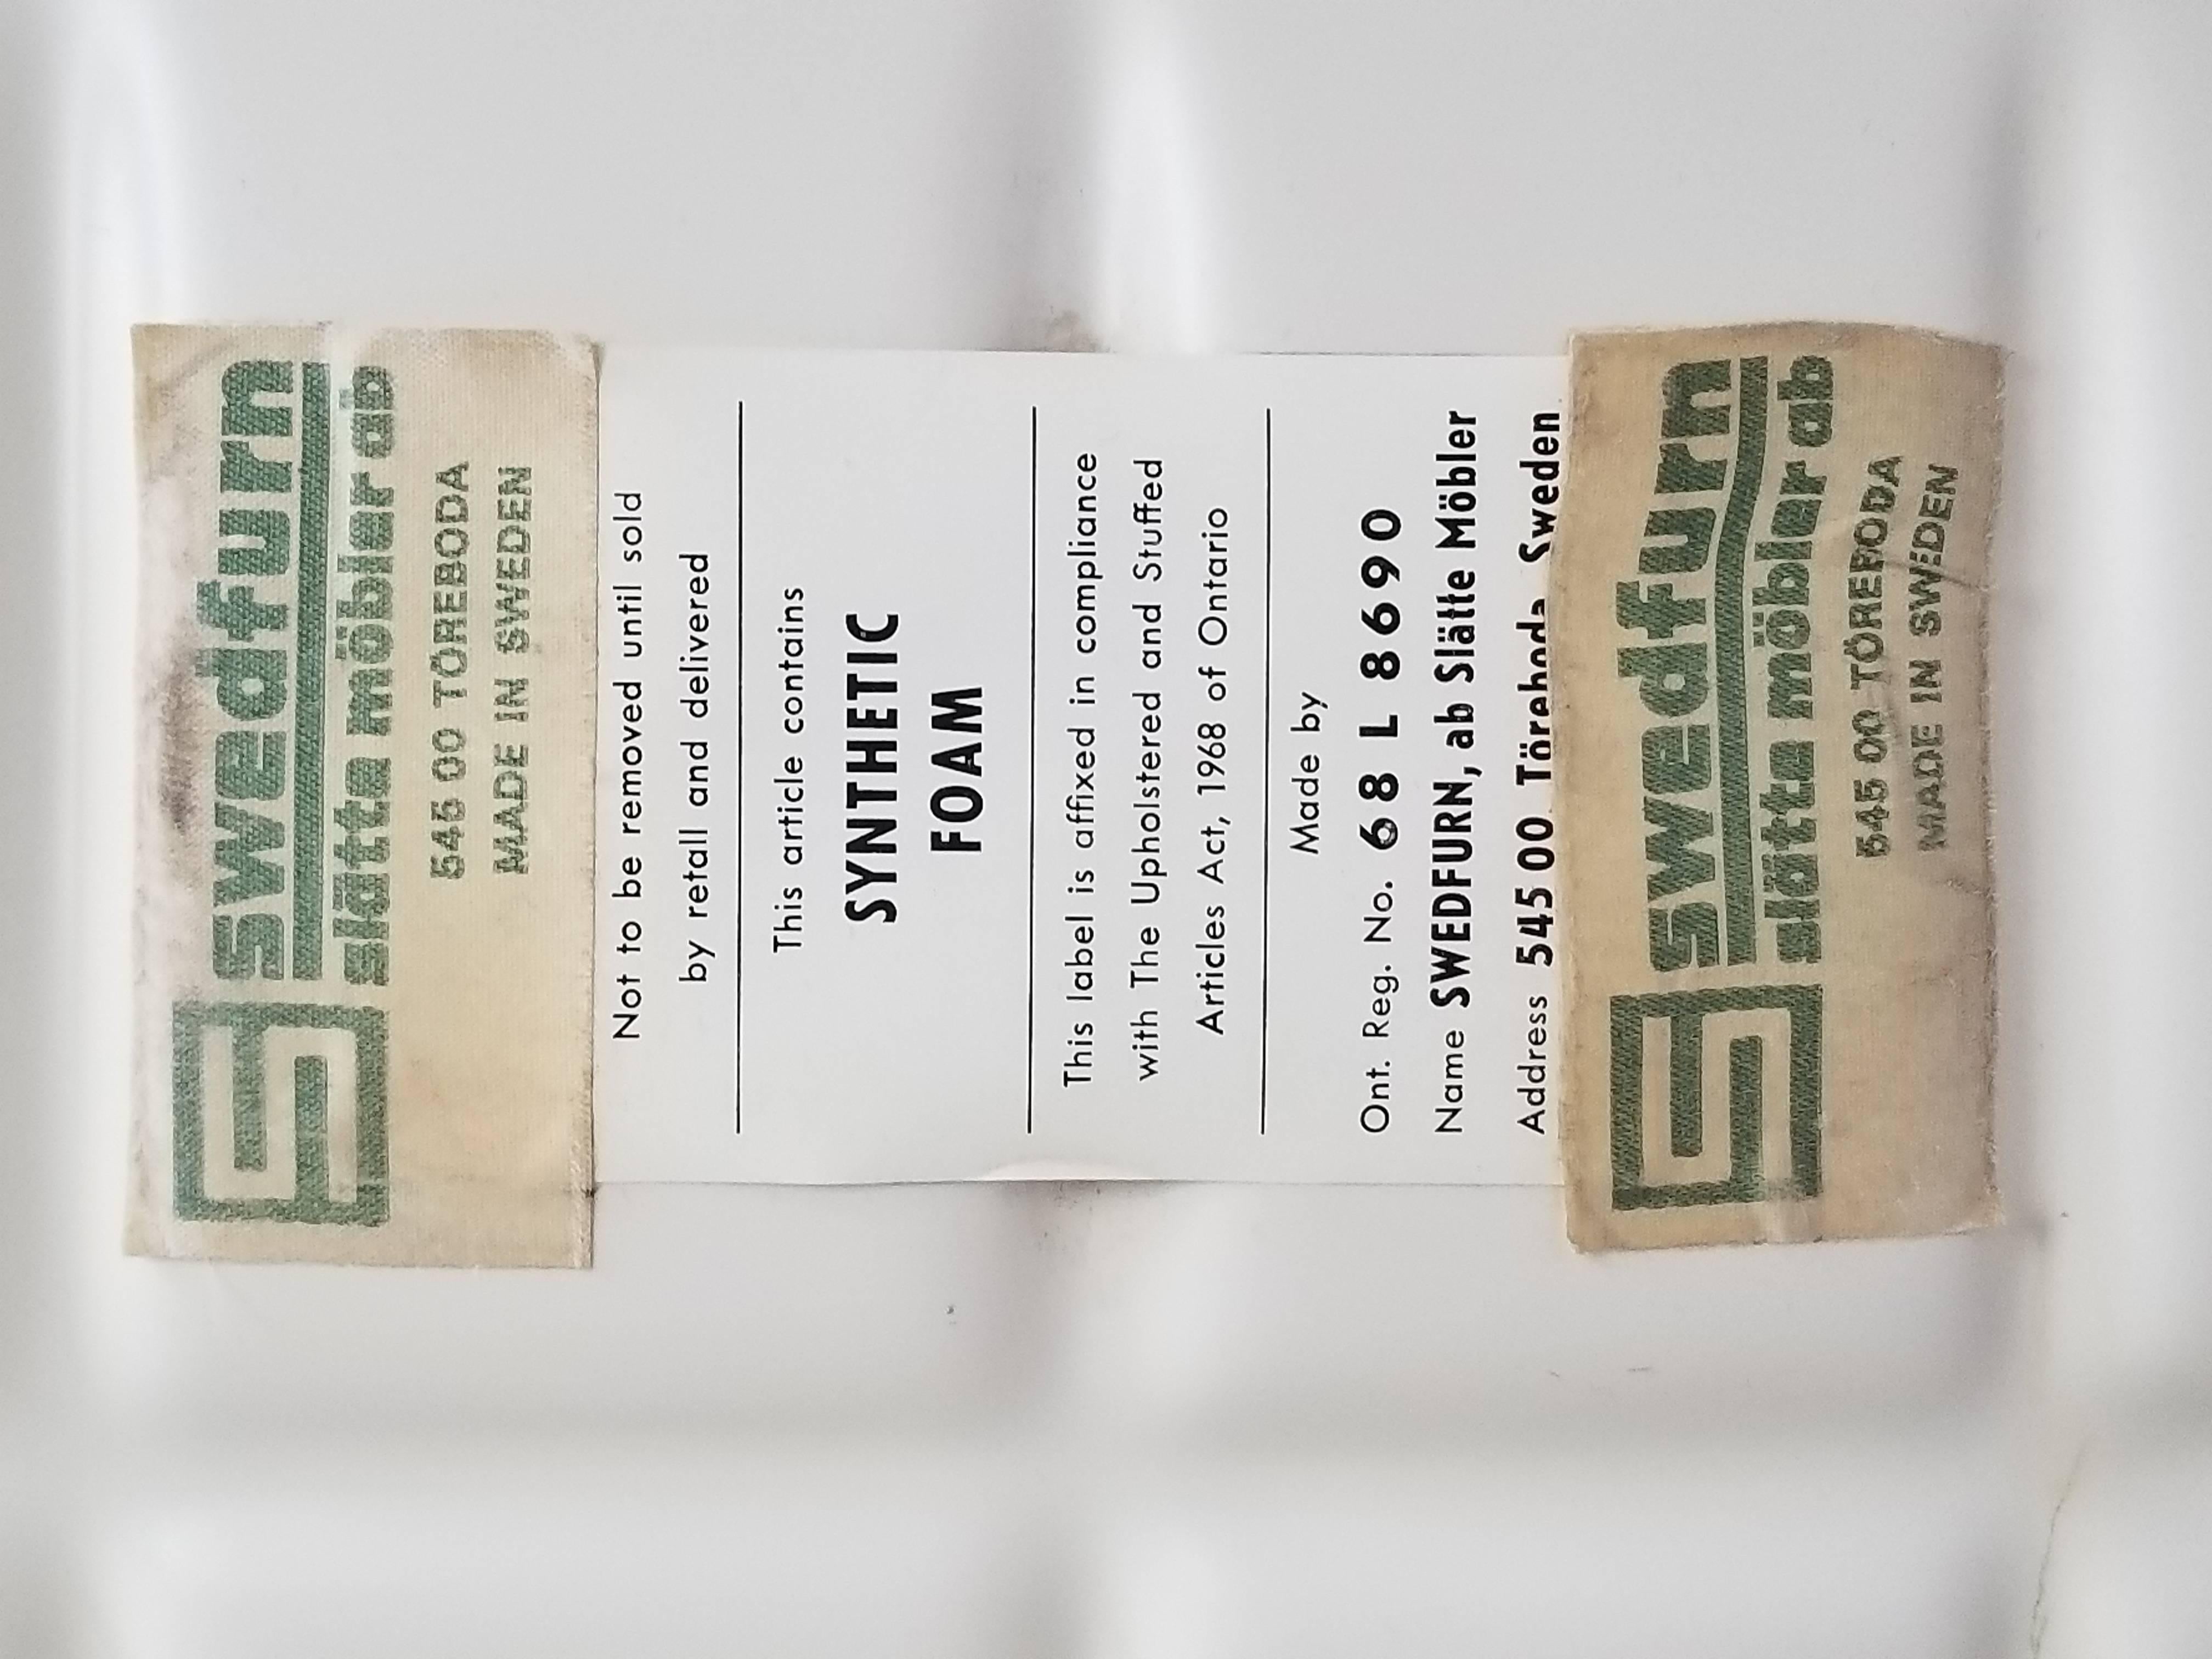 swedfurn
slätte möbler ab
545 00 TÖREBODA
MADE IN SWEDEN
Not to be removed until sold
by retail and delivered
This article contains
SYNTHETIC
FOAM
This label is affixed in compliance
with The Upholstered and Stuffed
Articles Act, 1968 of Ontario
Made by
Ont. Reg. No. 68 L 8690
Name SWEDFURN, ab Slätte Möbler
Address 545 00 Töreboda Sweden
swedfurn
slätte möbler ab
545 00 TÖREBODA
MADE IN SWEDEN